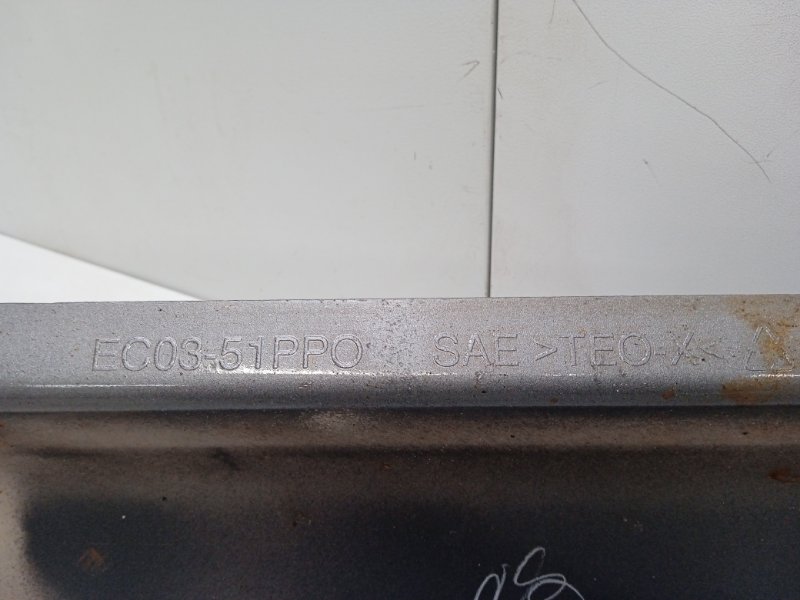 EC03-51PPO SAE >TEO-X<